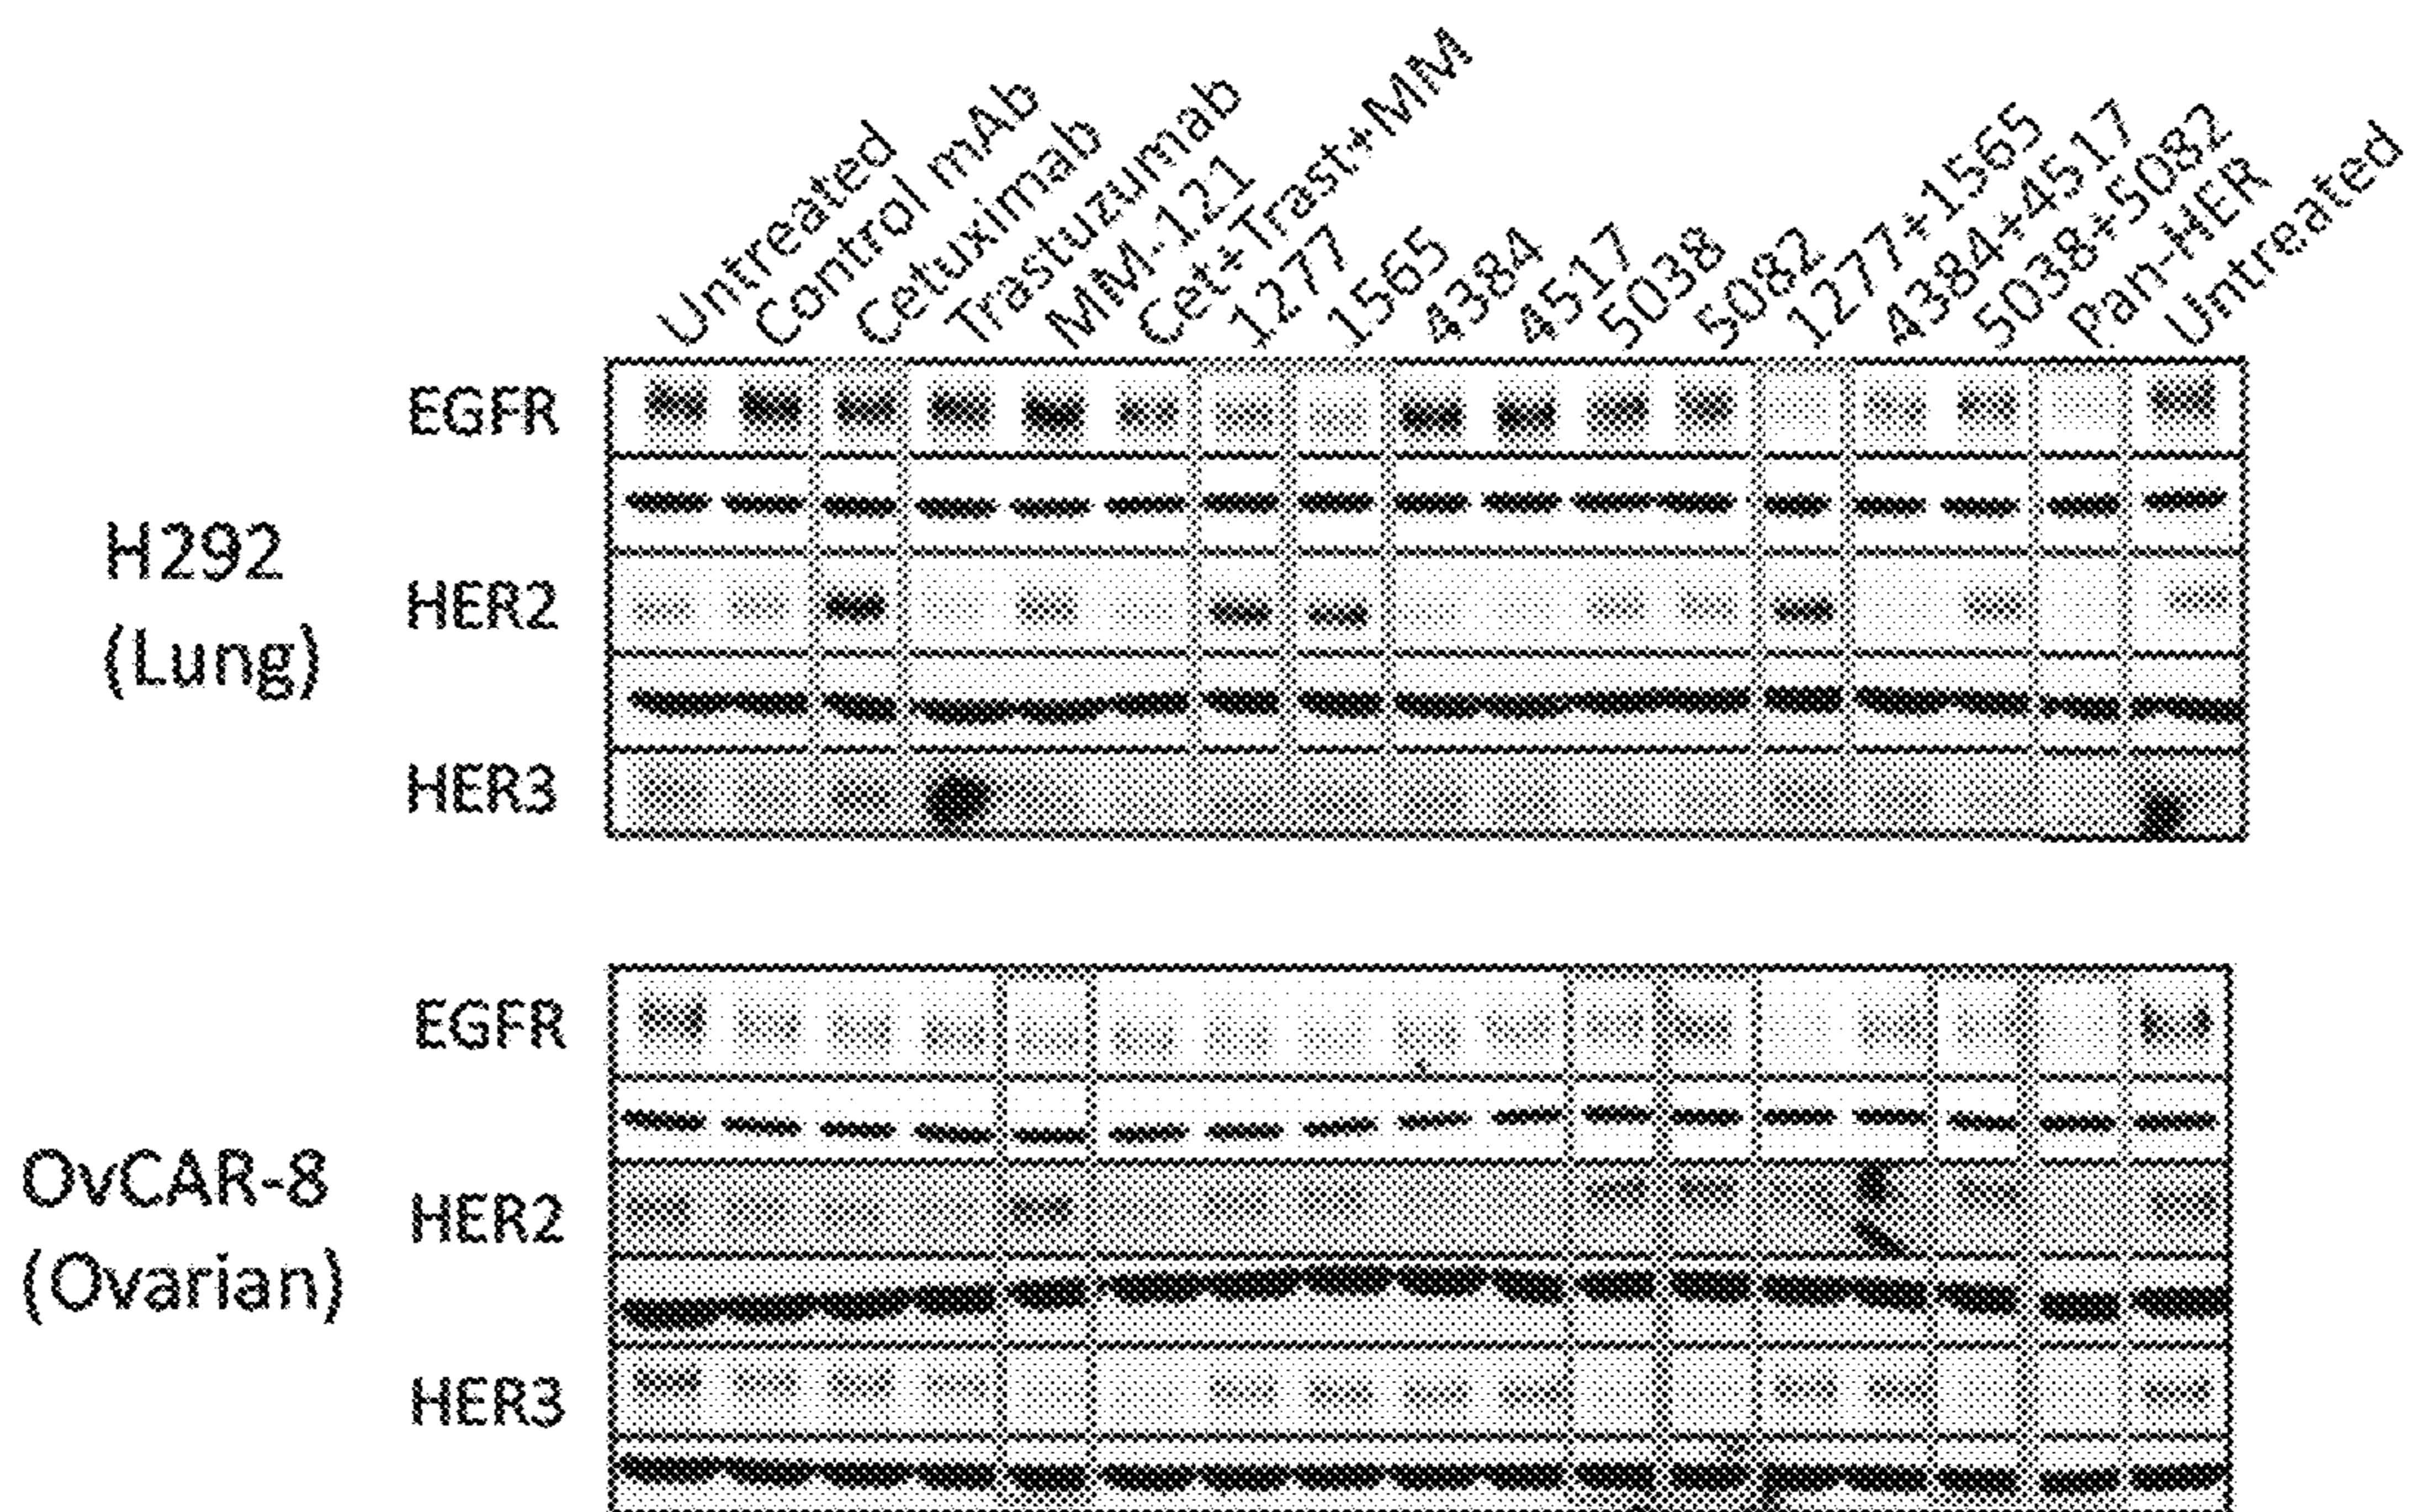 Untreated
Control mAb
Cetuximab
Trastuzumab
MM-121
Cet+Trast+MM
1277
1565
4384
4517
5038
5082
1277+1565
4384+4517
5038+5082
Pan-HER
Untreated
H292
(Lung)
EGFR
HER2
HER3
OvCAR-8
(Ovarian)
EGFR
HER2
HER3